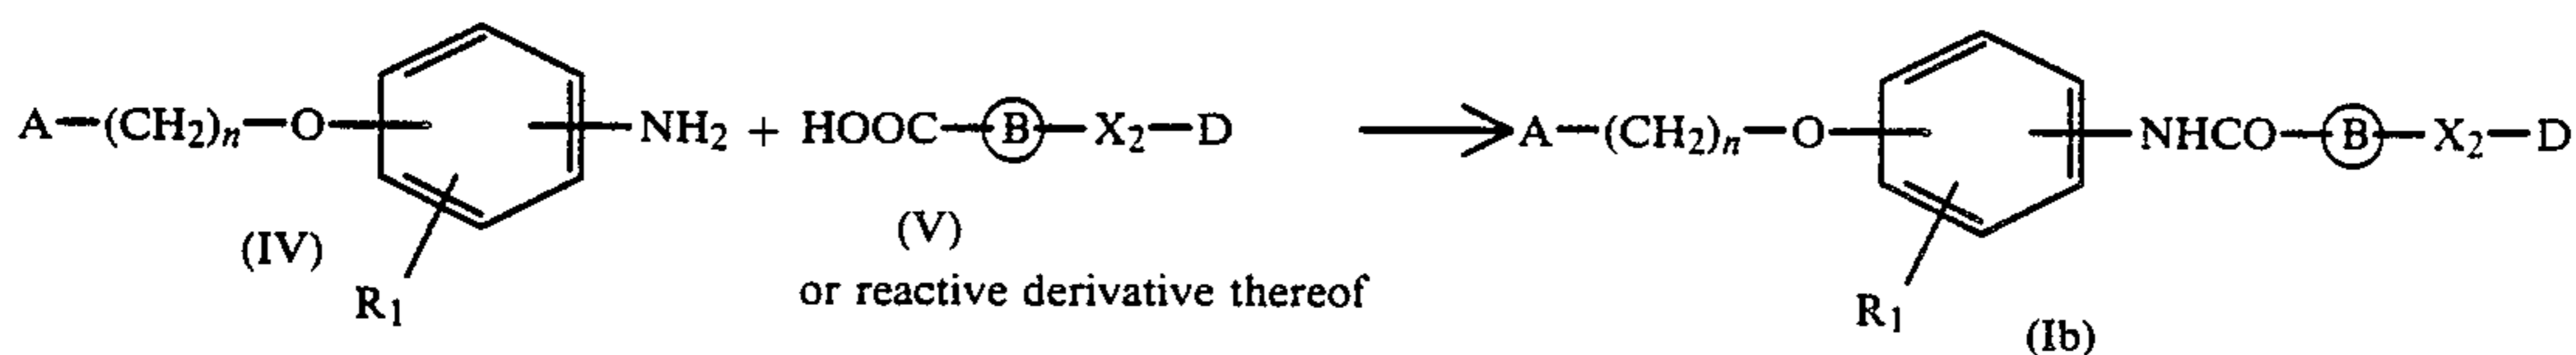 A—(CH2)n—O NH2 + HOOC—B—X2—D A—(CH2)n—O NHCO—B—X2—D
(IV) R1 (V) R1 (Ib)
or reactive derivative thereof